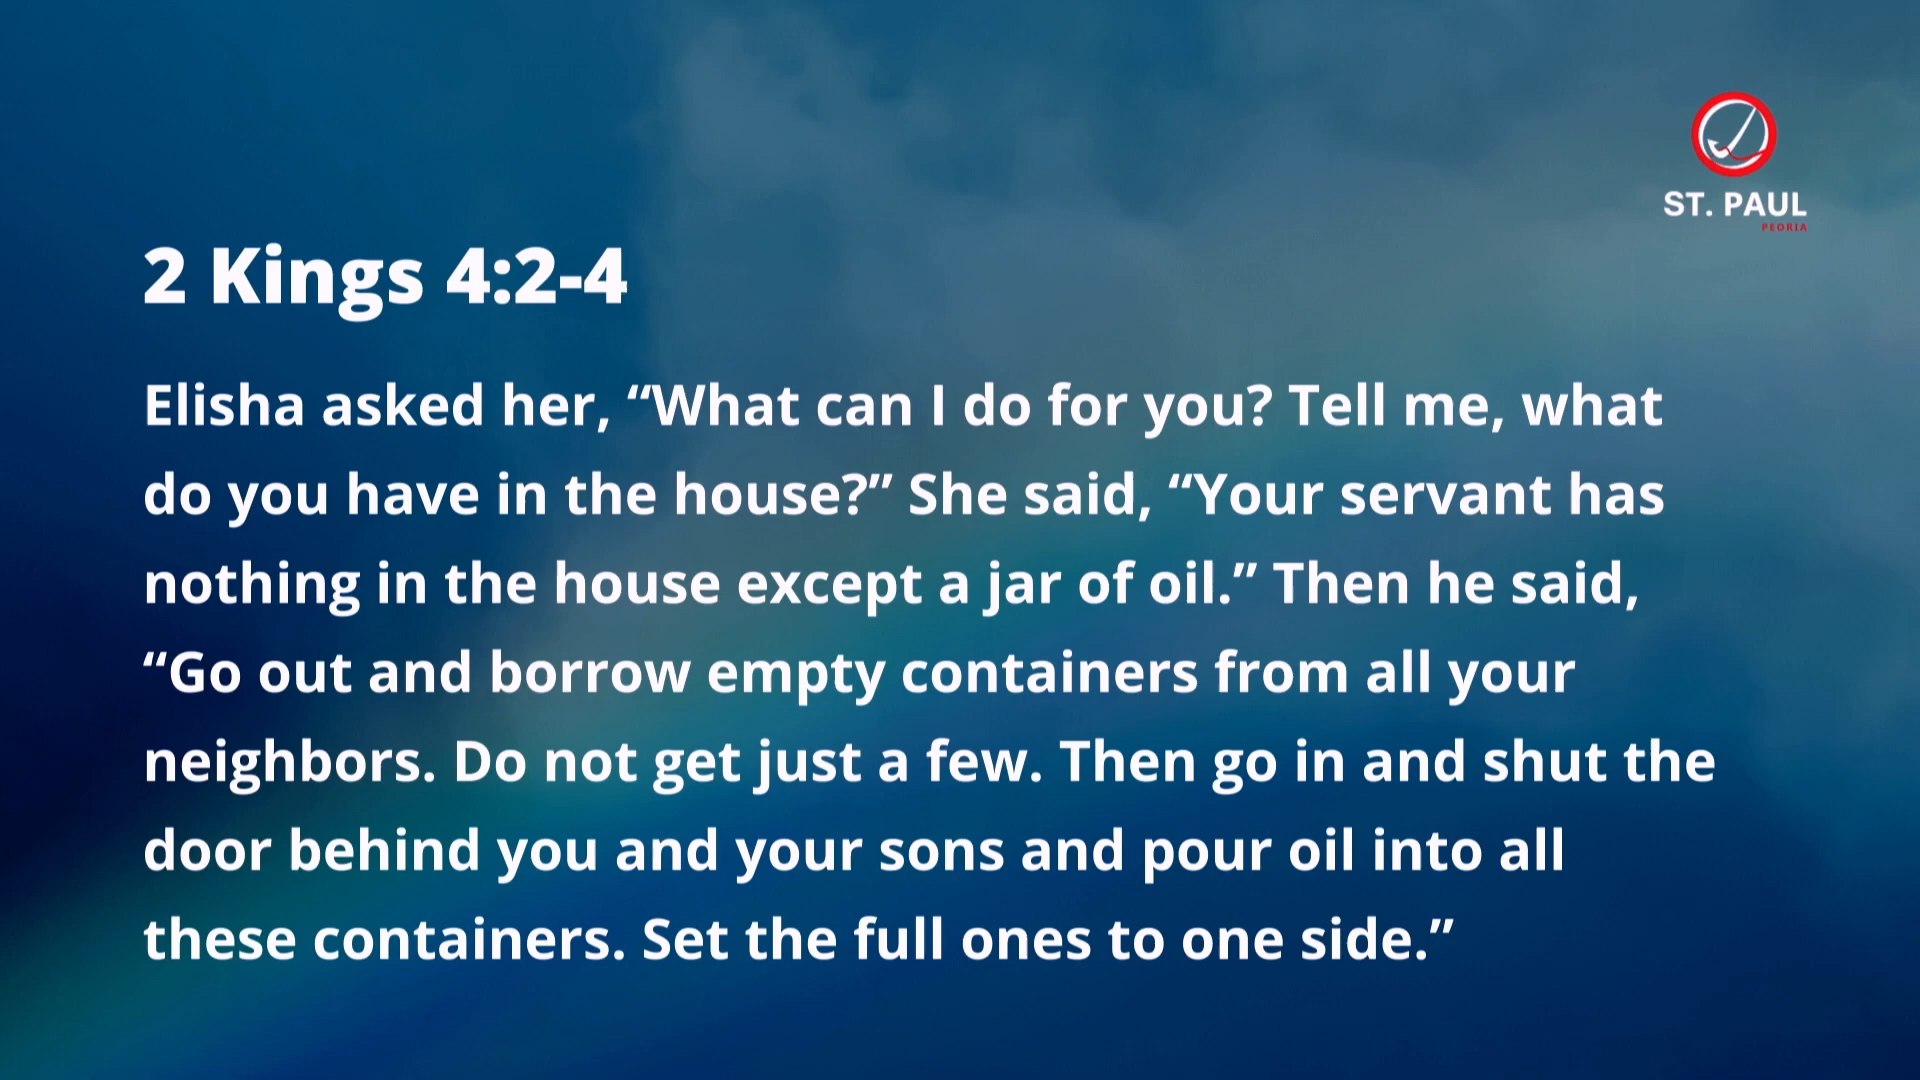 ST. PAUL
PEORIA
2 Kings 4:2-4
Elisha asked her, “What can I do for you? Tell me, what
do you have in the house?” She said, “Your servant has
nothing in the house except a jar of oil.” Then he said,
“Go out and borrow empty containers from all your
neighbors. Do not get just a few. Then go in and shut the
door behind you and your sons and pour oil into all
these containers. Set the full ones to one side.”